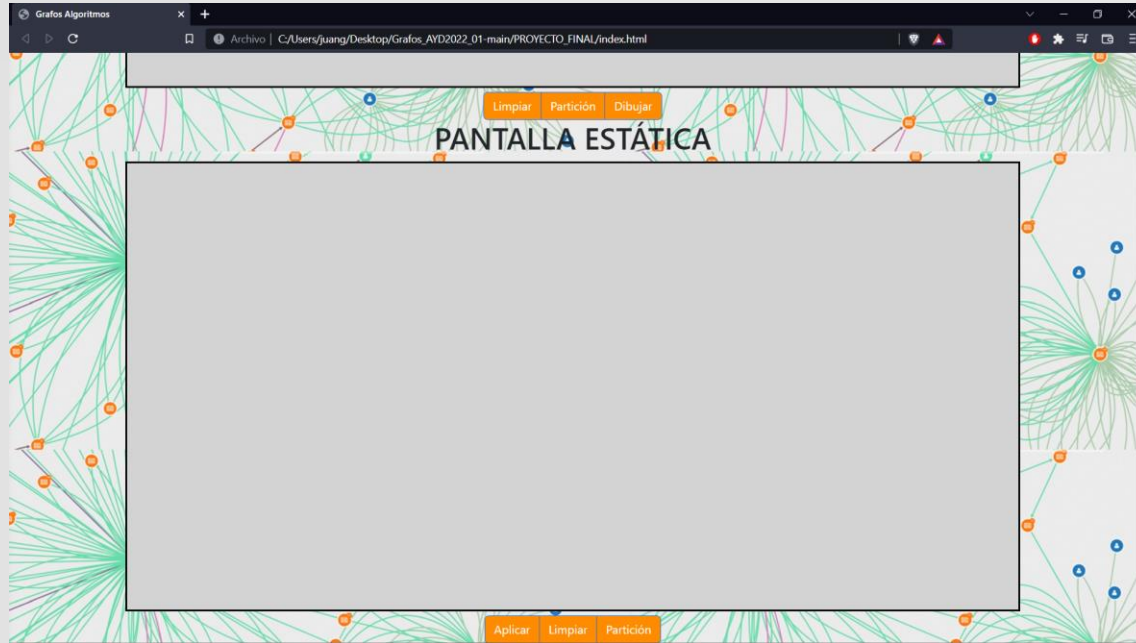 Grafos Algoritmos
Archivo | C:/Users/juang/Desktop/Grafos_AYD2022_01-main/PROYECTO_FINAL/index.html
Limpiar Partición Dibujar
PANTALLA ESTÁTICA
Aplicar Limpiar Partición